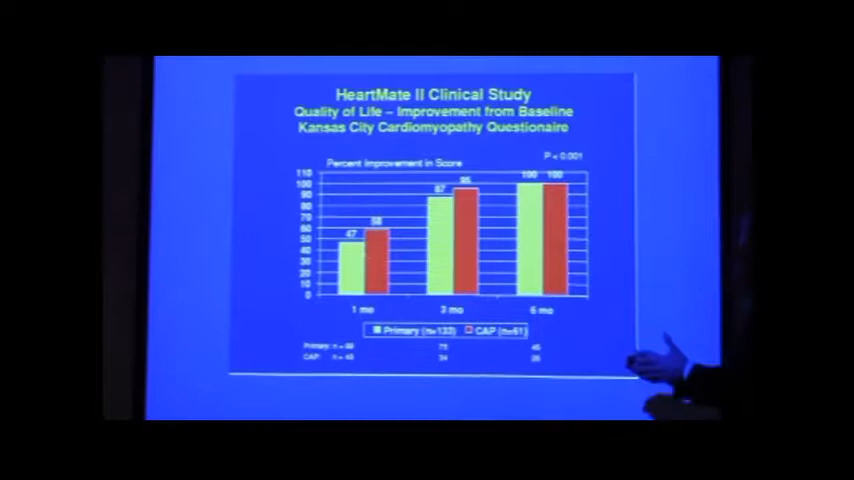 HeartMate II Clinical Study
Quality of Life – Improvement from Baseline
Kansas City Cardiomyopathy Questionaire
P < 0.001
Percent Improvement in Score
110
100
90
80
70
60
50
40
30
20
10
0
47
58
87
95
100
100
1 mo
3 mo
6 mo
Primary (n=133)
CAP (n=61)
Primary: n =
CAP: n =